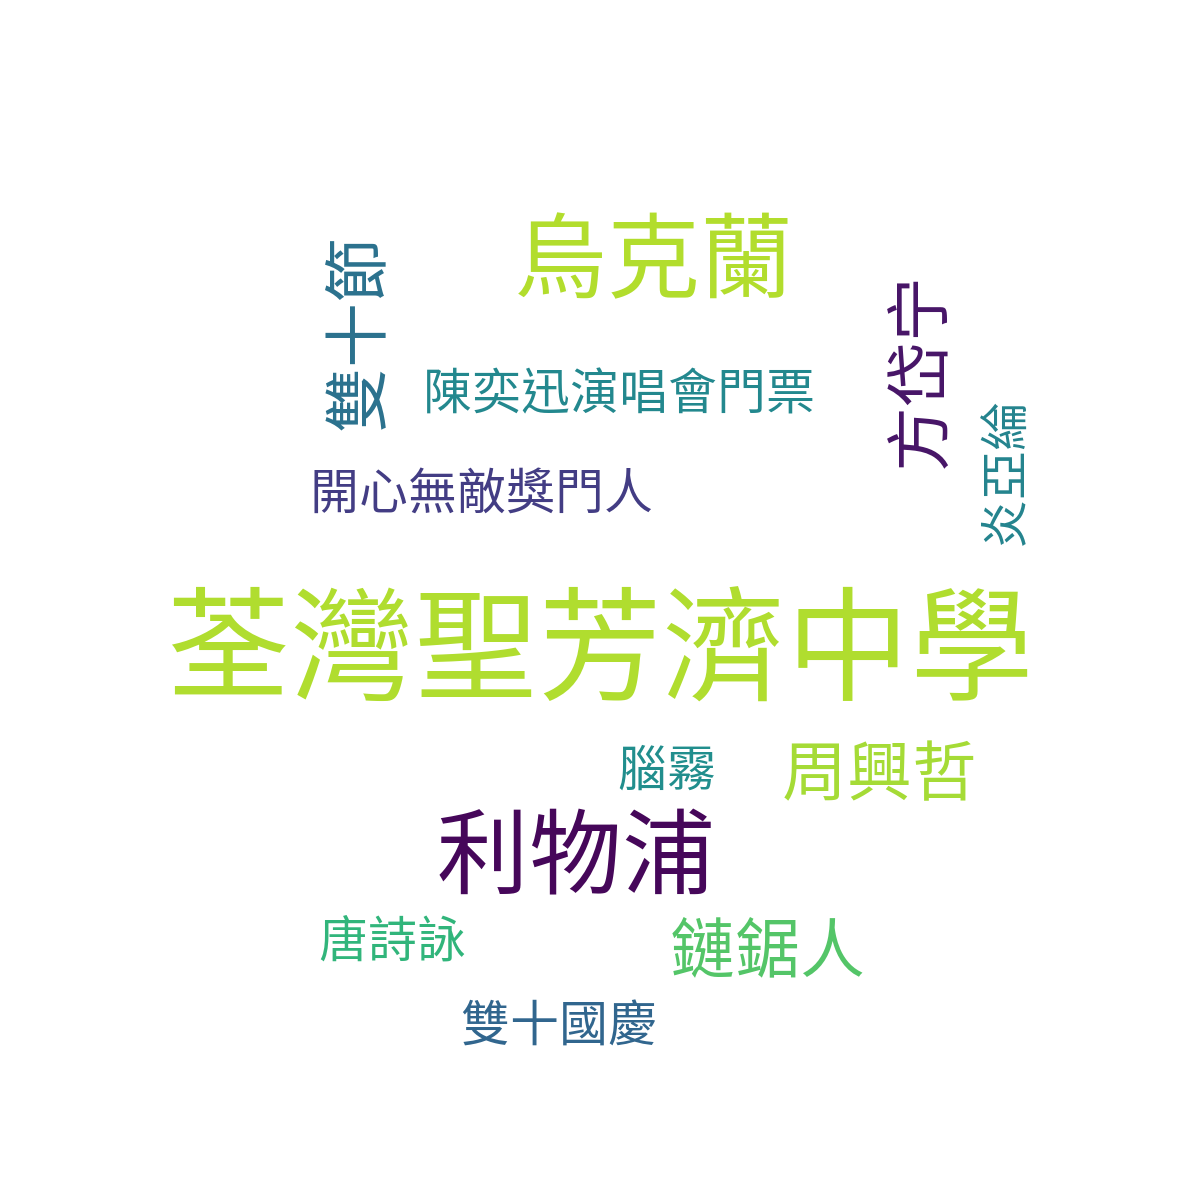 烏克蘭
雙十節
方岱宁
陳奕迅演唱會門票
炎亞綸
開心無敵獎門人
荃灣聖芳濟中學
腦霧
周興哲
利物浦
唐詩詠
鏈鋸人
雙十國慶